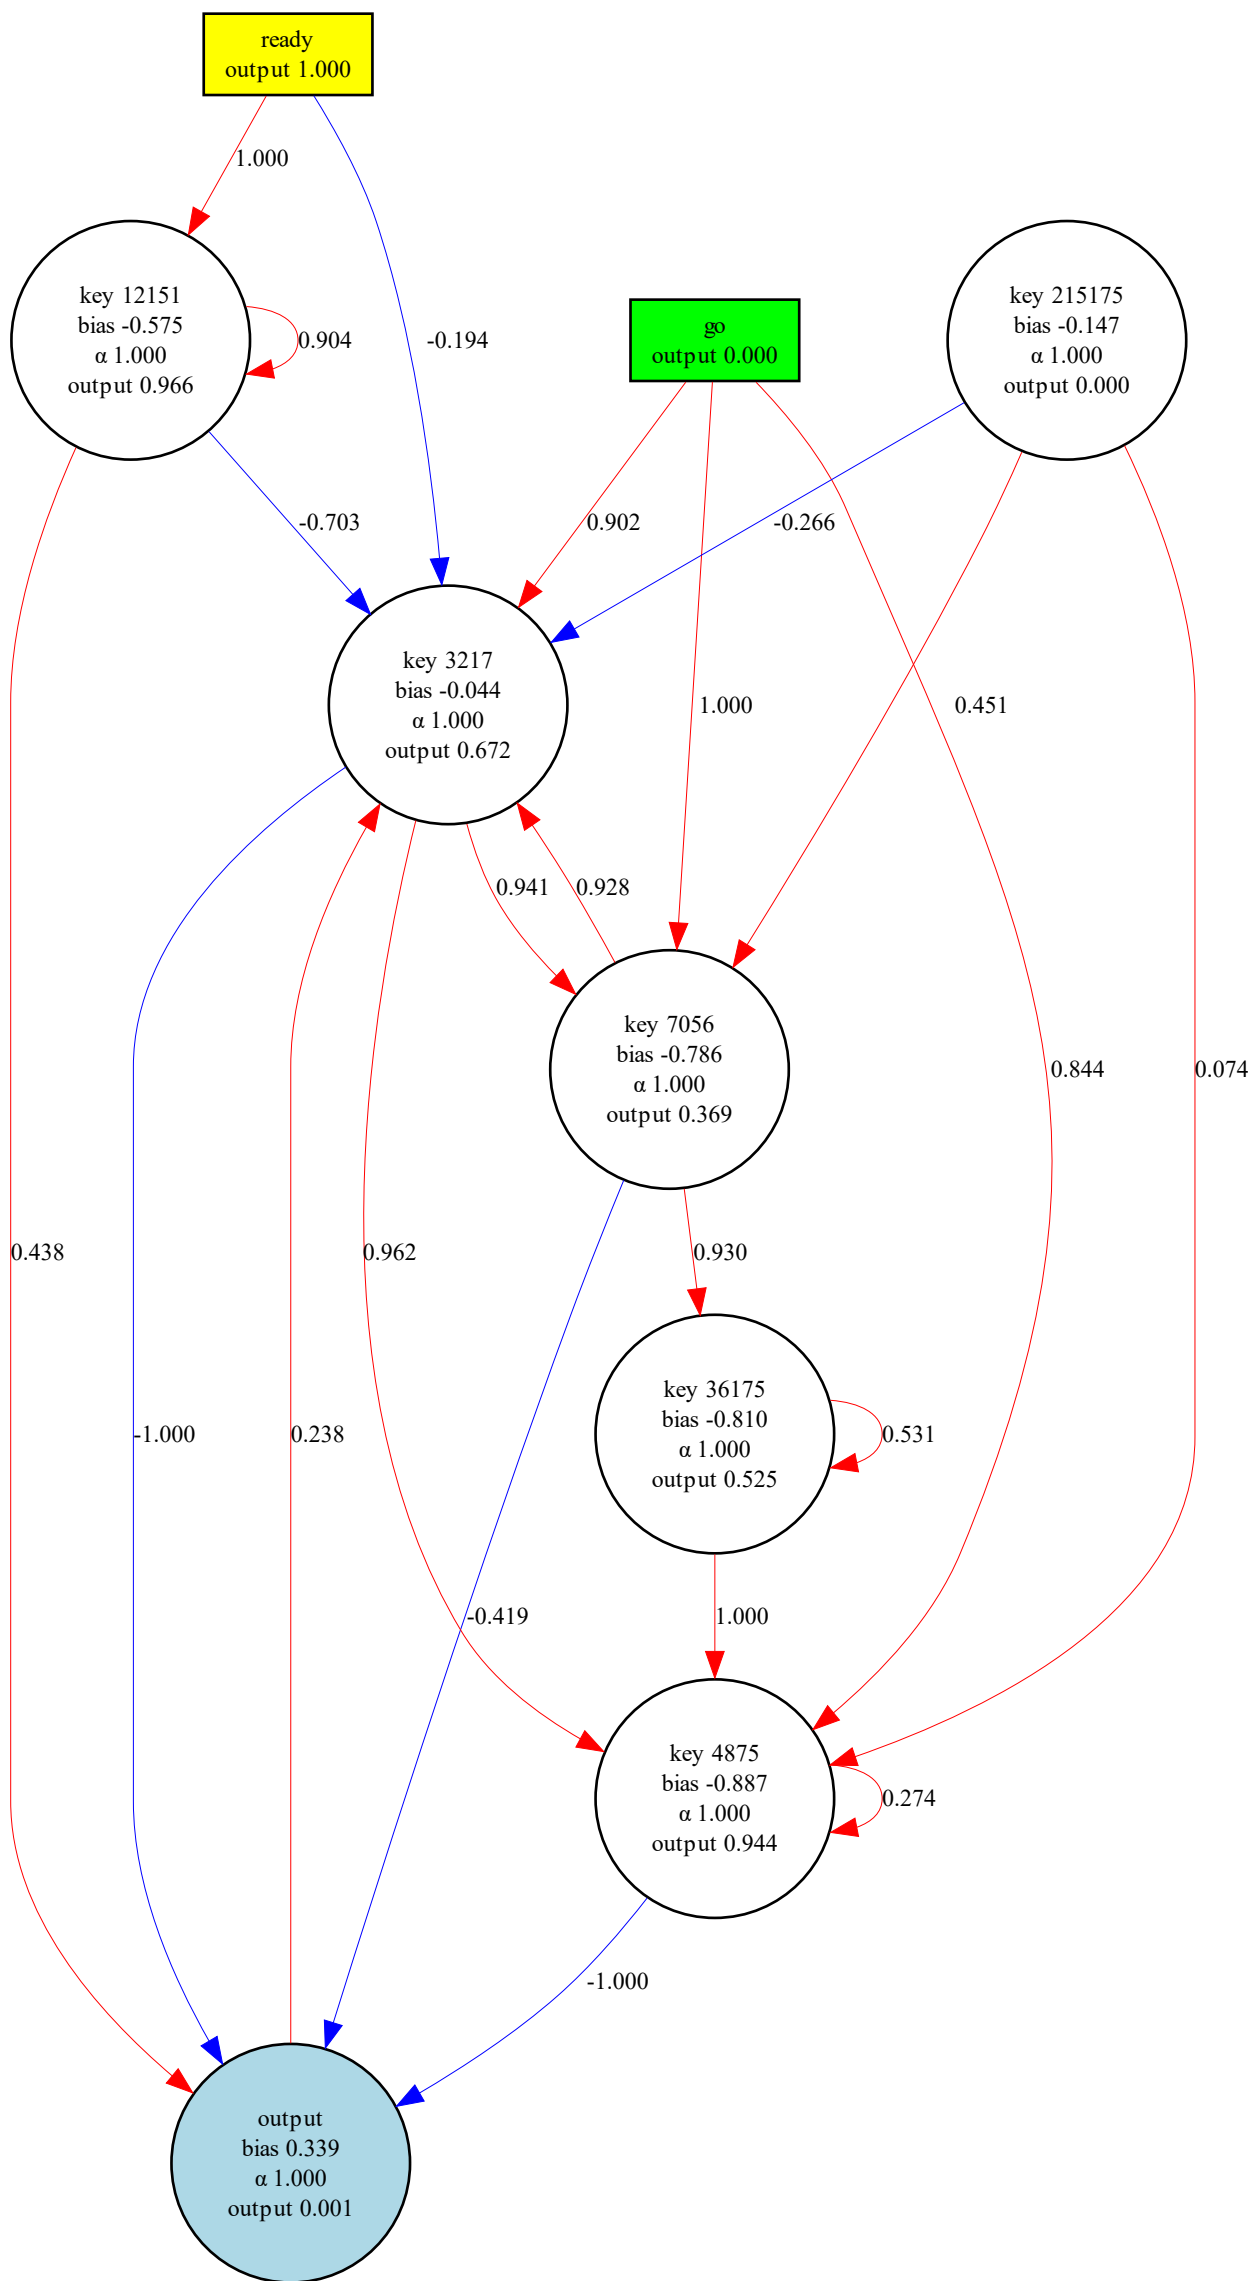 ready
output 1.000
1.000
key 12151
bias -0.575
α 1.000
output 0.966
0.904
-0.194
go
output 0.000
key 215175
bias -0.147
α 1.000
output 0.000
-0.703
0.902
-0.266
key 3217
bias -0.044
α 1.000
output 0.672
1.000
0.451
0.941
0.928
key 7056
bias -0.786
α 1.000
output 0.369
0.844
0.074
0.438
0.962
0.930
-1.000
0.238
key 36175
bias -0.810
α 1.000
output 0.525
0.531
-0.419
1.000
key 4875
bias -0.887
α 1.000
output 0.944
0.274
-1.000
output
bias 0.339
α 1.000
output 0.001